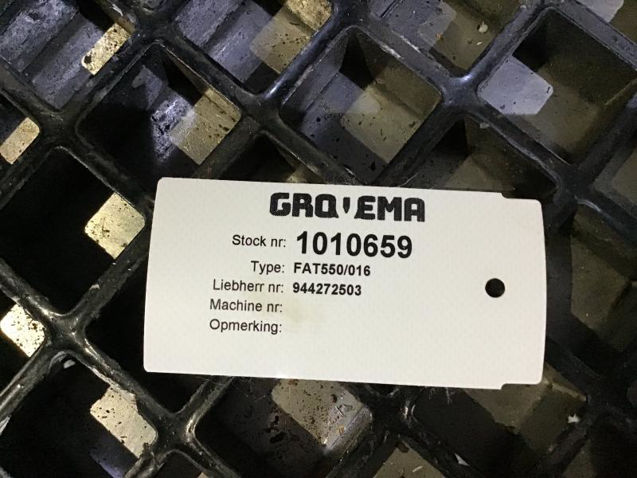 GROVEMA
Stock nr: 1010659
Type: FAT550/016
Liebherr nr: 944272503
Machine nr:
Opmerking: